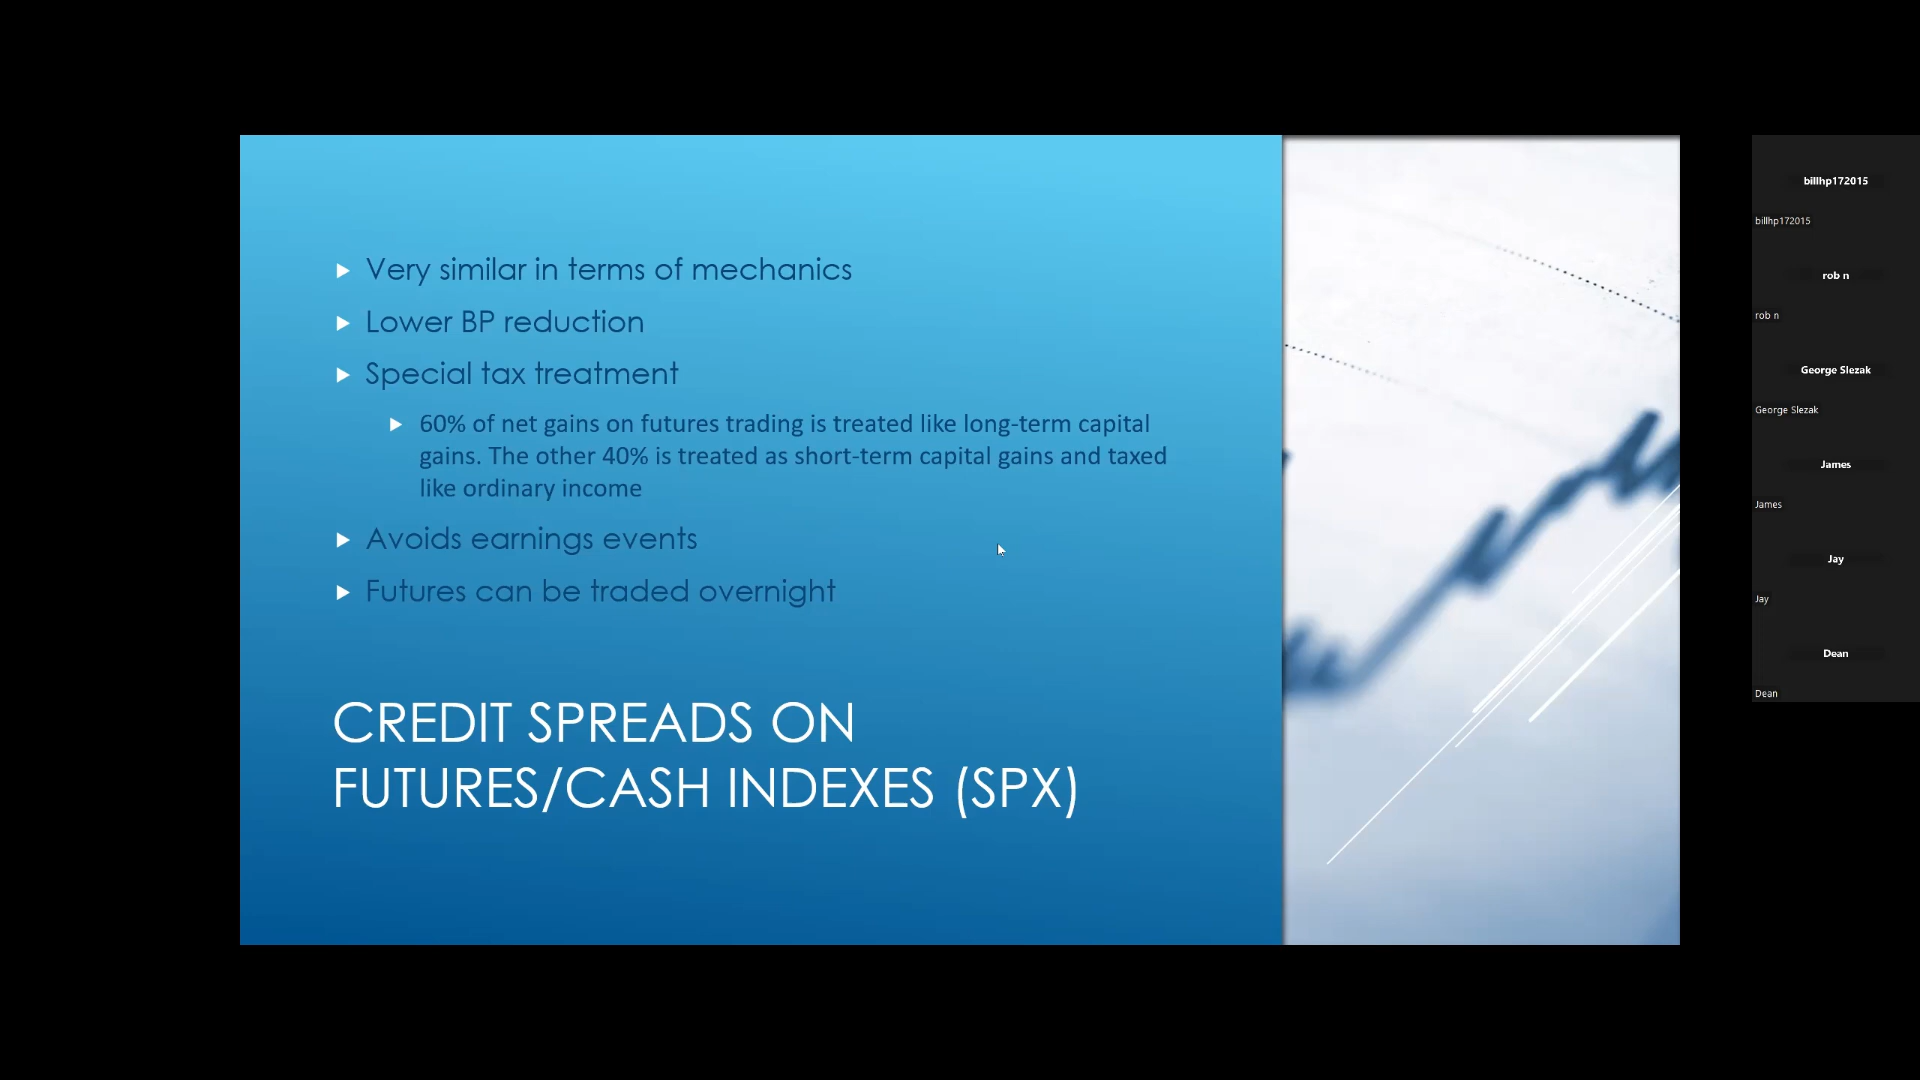 Very similar in terms of mechanics
Lower BP reduction
Special tax treatment
60% of net gains on futures trading is treated like long-term capital
gains. The other 40% is treated as short-term capital gains and taxed
like ordinary income
Avoids earnings events
Futures can be traded overnight
CREDIT SPREADS ON
FUTURES/CASH INDEXES (SPX)
billhp172015
billhp172015
rob n
rob n
George Slezak
George Slezak
James
James
Jay
Jay
Dean
Dean